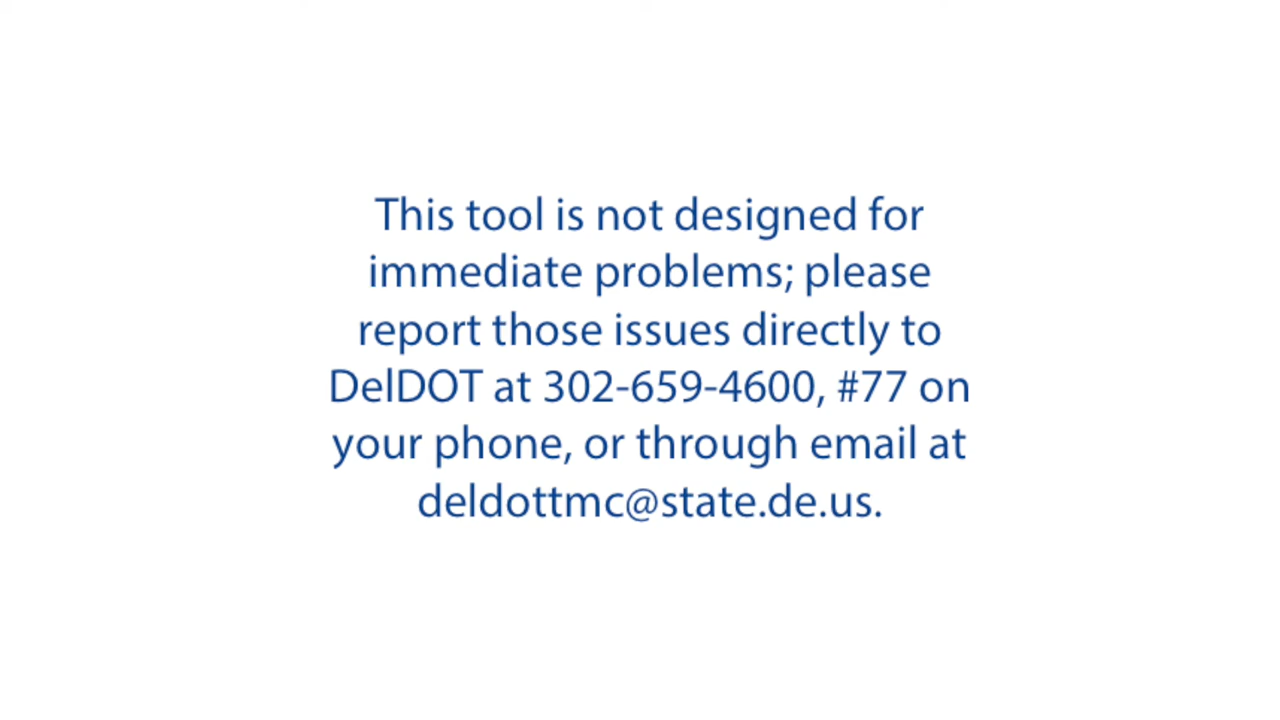 This tool is not designed for
immediate problems; please
report those issues directly to
DelDOT at 302-659-4600, #77 on
your phone, or through email at
deldottmc@state.de.us.